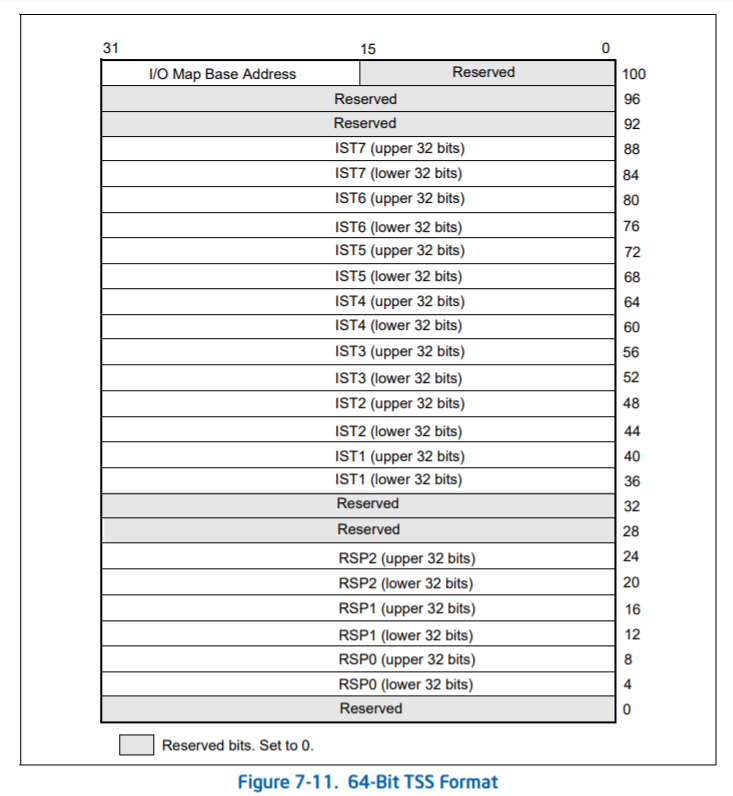 31 15 0
I/O Map Base Address Reserved 100
Reserved 96
Reserved 92
IST7 (upper 32 bits) 88
IST7 (lower 32 bits) 84
IST6 (upper 32 bits) 80
IST6 (lower 32 bits) 76
IST5 (upper 32 bits) 72
IST5 (lower 32 bits) 68
IST4 (upper 32 bits) 64
IST4 (lower 32 bits) 60
IST3 (upper 32 bits) 56
IST3 (lower 32 bits) 52
IST2 (upper 32 bits) 48
IST2 (lower 32 bits) 44
IST1 (upper 32 bits) 40
IST1 (lower 32 bits) 36
Reserved 32
Reserved 28
RSP2 (upper 32 bits) 24
RSP2 (lower 32 bits) 20
RSP1 (upper 32 bits) 16
RSP1 (lower 32 bits) 12
RSP0 (upper 32 bits) 8
RSP0 (lower 32 bits) 4
Reserved 0
Reserved bits. Set to 0.
Figure 7-11. 64-Bit TSS Format